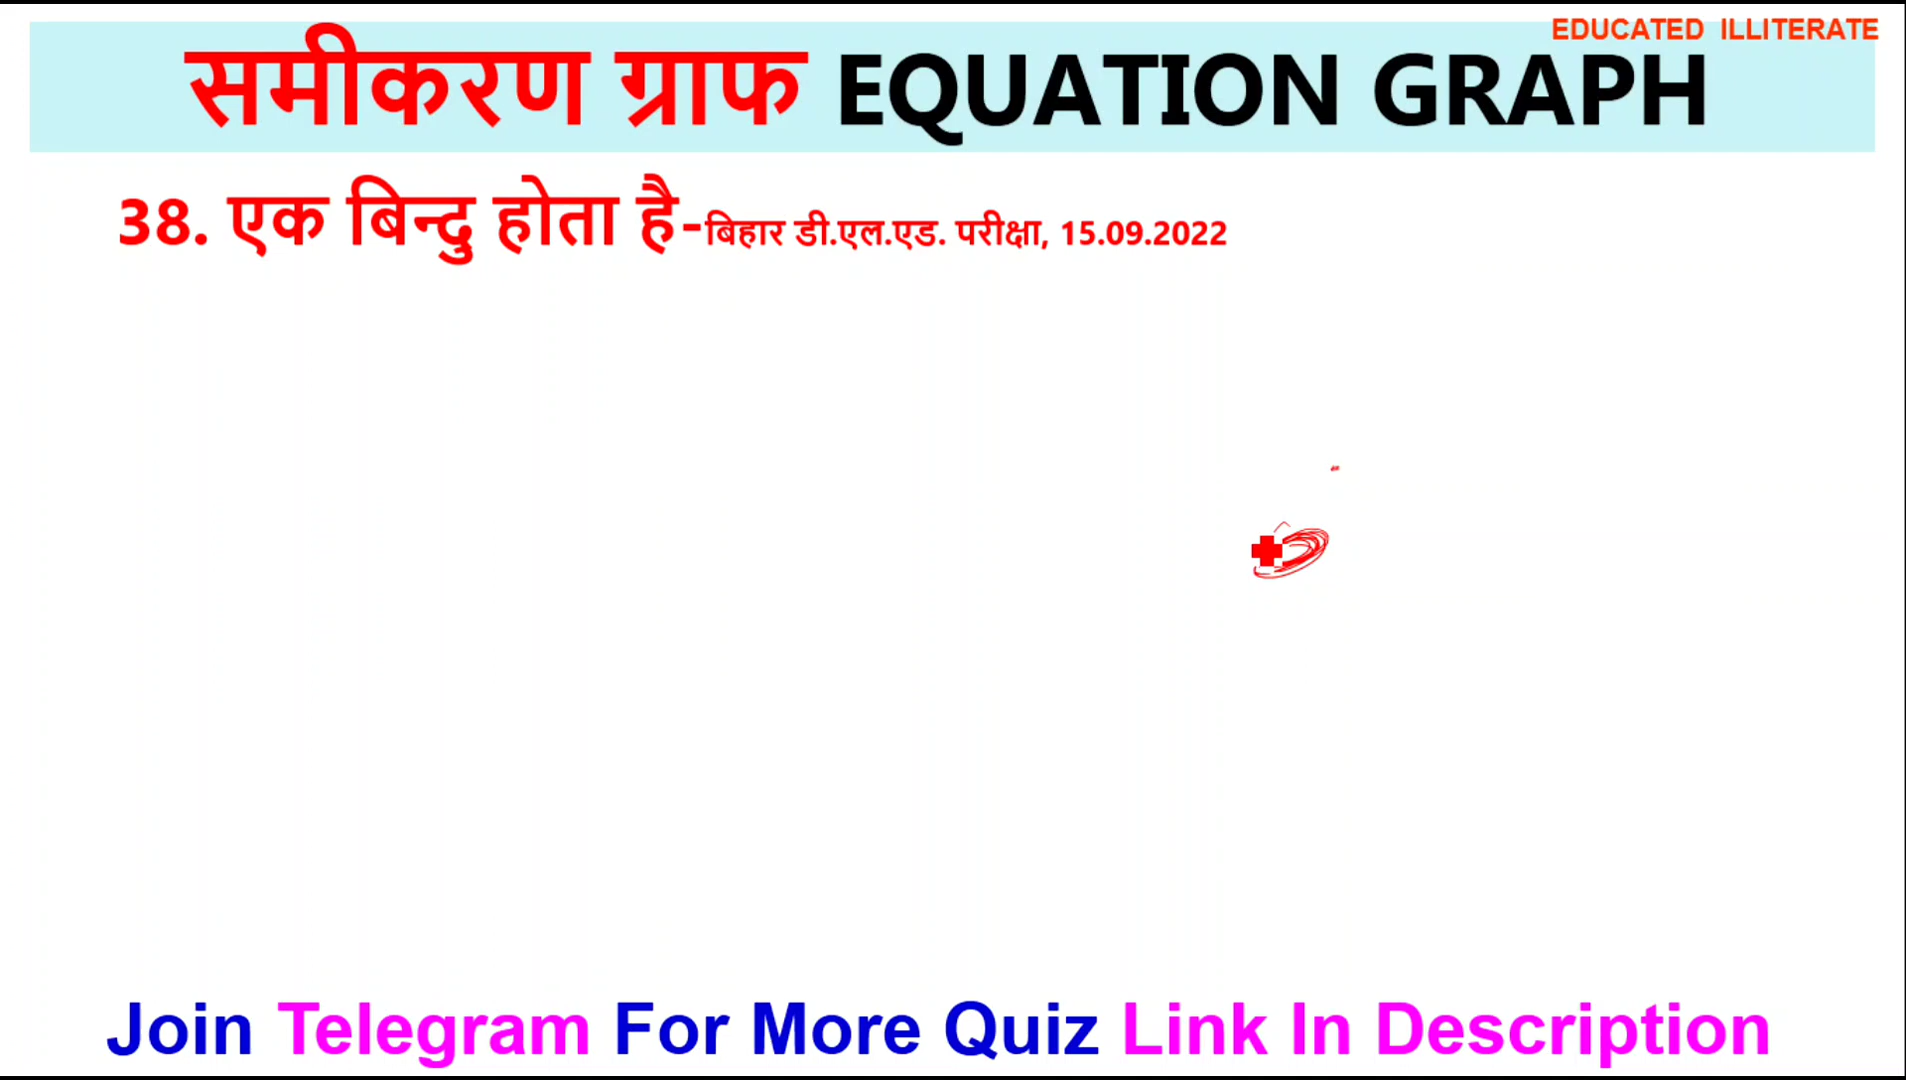 EDUCATED ILLITERATE
समीकरण ग्राफ EQUATION GRAPH
38. एक बिन्दु होता है-बिहार डी.एल.एड. परीक्षा, 15.09.2022
Join Telegram For More Quiz Link In Description